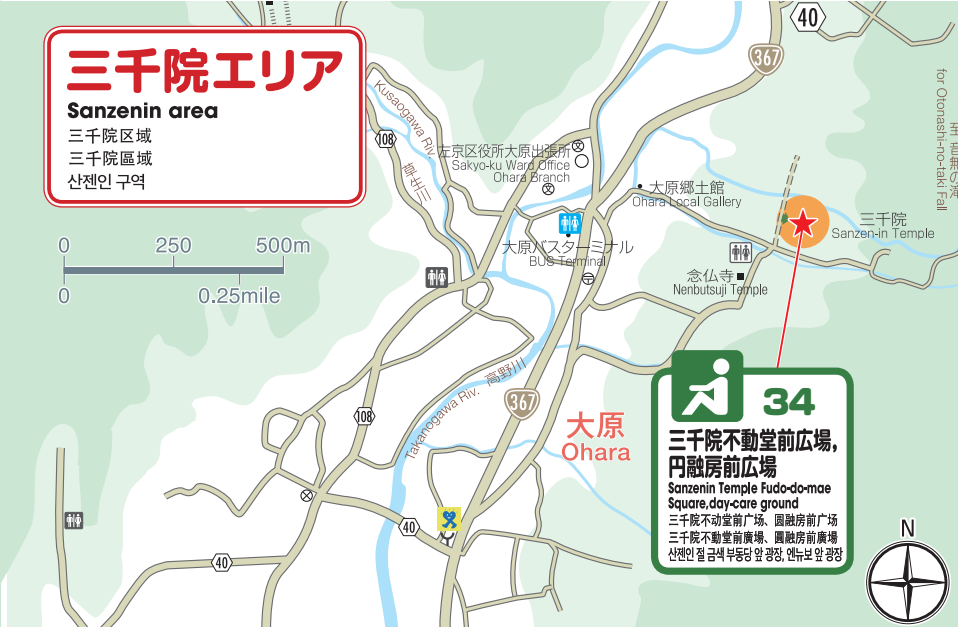 三千院エリア
Sanzenin area
三千院区域
三千院區域
산젠인 구역
0
250
500m
0
0.25mile
40
367
for Otonashi-no-taki Fall
Kusaogawa Riv.
草生川
108
左京区役所大原出張所
Sakyo-ku Ward Office
Ohara Branch
大原郷土館
Ohara Local Gallery
三千院
Sanzen-in Temple
大原バスターミナル
BUS Terminal
念仏寺
Nenbutsuji Temple
高野川
Takanogawa Riv.
367
108
大原
Ohara
34
三千院不動堂前広場,
円融房前広場
Sanzenin Temple Fudo-do-mae
Square,day-care ground
三千院不动堂前广场、圆融房前广场
三千院不動堂前廣場、圓融房前廣場
산젠인 절 금색 부동당 앞 광장, 엔뉴보 앞 광장
40
40
N